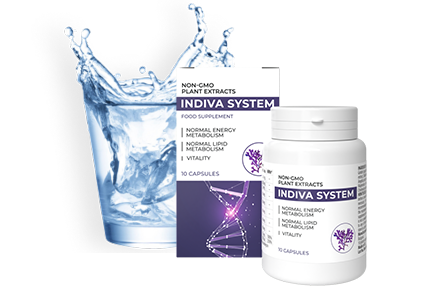 NON-GMO
PLANT EXTRACTS
INDIVA SYSTEM
FOOD SUPPLEMENT
NORMAL ENERGY
METABOLISM
NORMAL LIPID
METABOLISM
VITALITY
10 CAPSULES
NON-GMO
PLANT EXTRACTS
INDIVA SYSTEM
NORMAL ENERGY
METABOLISM
NORMAL LIPID
METABOLISM
VITALITY
10 CAPSULES